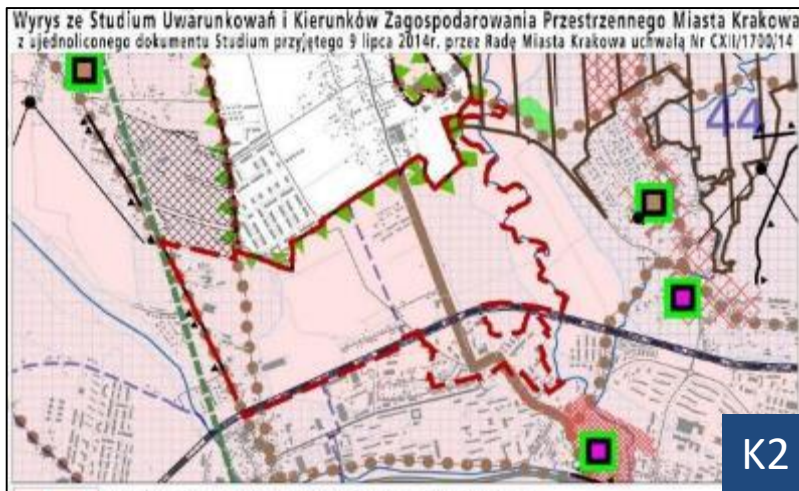 Wyrys ze Studium Uwarunkowań i Kierunków Zagospodarowania Przestrzennego Miasta Krakowa
z ujednoliconego dokumentu Studium przyjętego 9 lipca 2014r. przez Radę Miasta Krakowa uchwałą Nr CXII/1700/14
44
K2